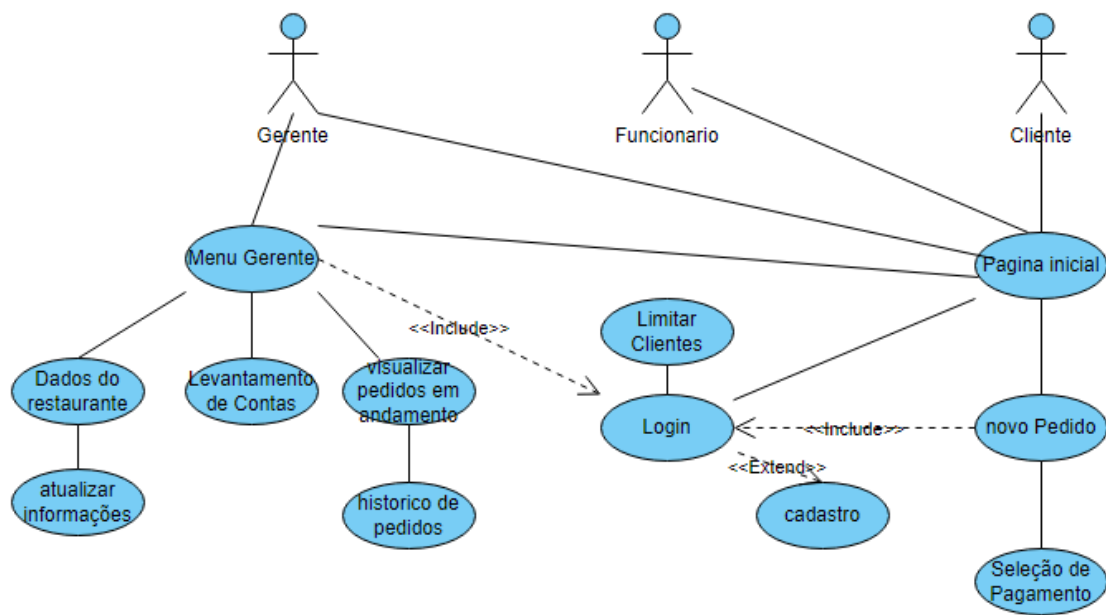 Gerente
Funcionario
Cliente
Menu Gerente
Pagina inicial
<<Include>>
Limitar
Clientes
Dados do
restaurante
Levantamento
de Contas
visualizar
pedidos em
andamento
Login
<<Include>>
novo Pedido
<<Extend>>
atualizar
informações
historico de
pedidos
cadastro
Seleção de
Pagamento